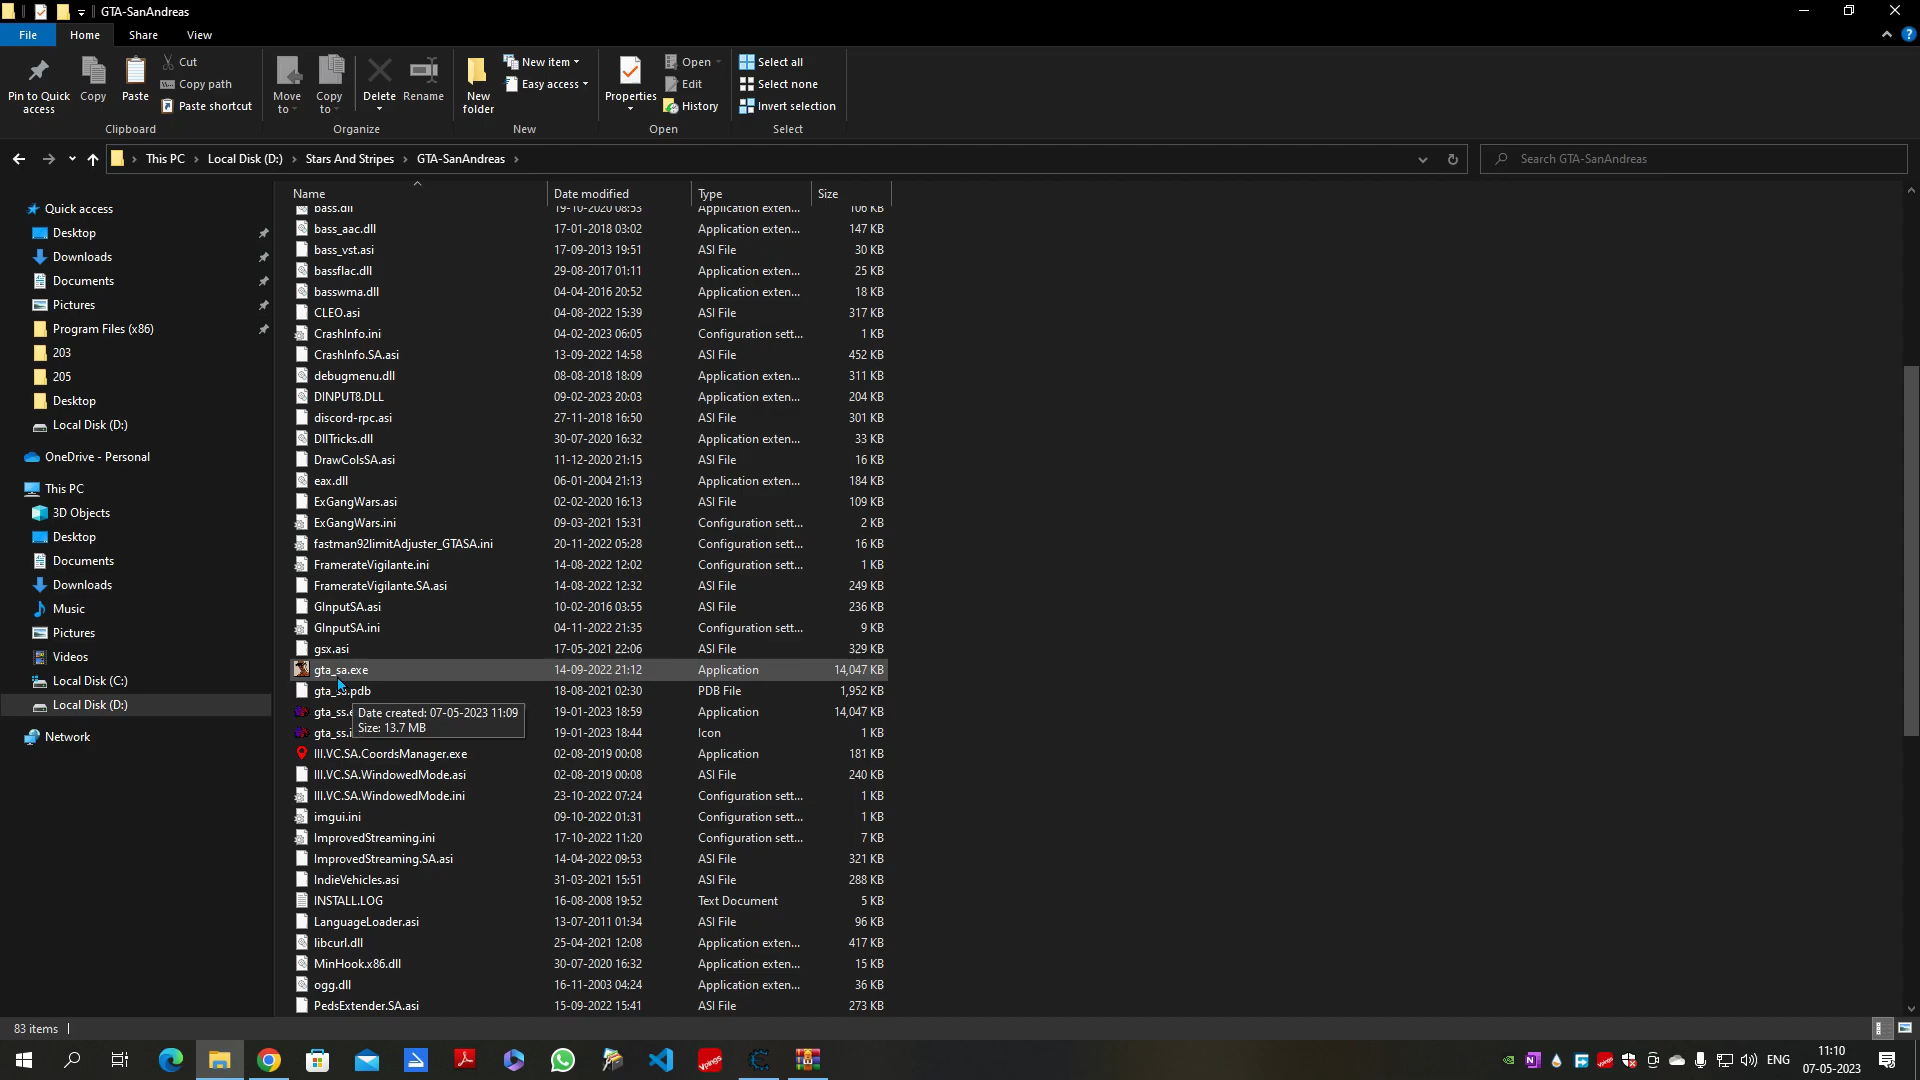 GTA-SanAndreas
File Home Share View
Pin to Quick access
Copy
Paste
Cut
Copy path
Paste shortcut
Clipboard
Move to
Copy to
Delete
Rename
Organize
New folder
New item
Easy access
New
Properties
Open
Edit
History
Open
Select all
Select none
Invert selection
Select
This PC › Local Disk (D:) › Stars And Stripes › GTA-SanAndreas ›
Search GTA-SanAndreas
Quick access
Desktop
Downloads
Documents
Pictures
Program Files (x86)
203
205
Desktop
Local Disk (D:)
OneDrive - Personal
This PC
3D Objects
Desktop
Documents
Downloads
Music
Pictures
Videos
Local Disk (C:)
Local Disk (D:)
Network
Name Date modified Type Size
bass.dll 19-10-2020 08:53 Application exten... 106 KB
bass_aac.dll 17-01-2018 03:02 Application exten... 147 KB
bass_vst.asi 17-09-2013 19:51 ASI File 30 KB
bassflac.dll 29-08-2017 01:11 Application exten... 25 KB
basswma.dll 04-04-2016 20:52 Application exten... 18 KB
CLEO.asi 04-08-2022 15:39 ASI File 317 KB
CrashInfo.ini 04-02-2023 06:05 Configuration sett... 1 KB
CrashInfo.SA.asi 13-09-2022 14:58 ASI File 452 KB
debugmenu.dll 08-08-2018 18:09 Application exten... 311 KB
DINPUT8.DLL 09-02-2023 20:03 Application exten... 204 KB
discord-rpc.asi 27-11-2018 16:50 ASI File 301 KB
DllTricks.dll 30-07-2020 16:32 Application exten... 33 KB
DrawColsSA.asi 11-12-2020 21:15 ASI File 16 KB
eax.dll 06-01-2004 21:13 Application exten... 184 KB
ExGangWars.asi 02-02-2020 16:13 ASI File 109 KB
ExGangWars.ini 09-03-2021 15:31 Configuration sett... 2 KB
fastman92limitAdjuster_GTASA.ini 20-11-2022 05:28 Configuration sett... 16 KB
FramerateVigilante.ini 14-08-2022 12:02 Configuration sett... 1 KB
FramerateVigilante.SA.asi 14-08-2022 12:32 ASI File 249 KB
GInputSA.asi 10-02-2016 03:55 ASI File 236 KB
GInputSA.ini 04-11-2022 21:35 Configuration sett... 9 KB
gsx.asi 17-05-2021 22:06 ASI File 329 KB
gta_sa.exe 14-09-2022 21:12 Application 14,047 KB
gta_sa.pdb 18-08-2021 02:30 PDB File 1,952 KB
gta_ss.e 19-01-2023 18:59 Application 14,047 KB
gta_ss.i 19-01-2023 18:44 Icon 1 KB
Date created: 07-05-2023 11:09
Size: 13.7 MB
III.VC.SA.CoordsManager.exe 02-08-2019 00:08 Application 181 KB
III.VC.SA.WindowedMode.asi 02-08-2019 00:08 ASI File 240 KB
III.VC.SA.WindowedMode.ini 23-10-2022 07:24 Configuration sett... 1 KB
imgui.ini 09-10-2022 01:31 Configuration sett... 1 KB
ImprovedStreaming.ini 17-10-2022 11:20 Configuration sett... 7 KB
ImprovedStreaming.SA.asi 14-04-2022 09:53 ASI File 321 KB
IndieVehicles.asi 31-03-2021 15:51 ASI File 288 KB
INSTALL.LOG 16-08-2008 19:52 Text Document 5 KB
LanguageLoader.asi 13-07-2011 01:34 ASI File 96 KB
libcurl.dll 25-04-2021 12:08 Application exten... 417 KB
MinHook.x86.dll 30-07-2020 16:32 Application exten... 15 KB
ogg.dll 16-11-2003 04:24 Application exten... 36 KB
PedsExtender.SA.asi 15-09-2022 15:41 ASI File 273 KB
83 items
ENG
11:10
07-05-2023